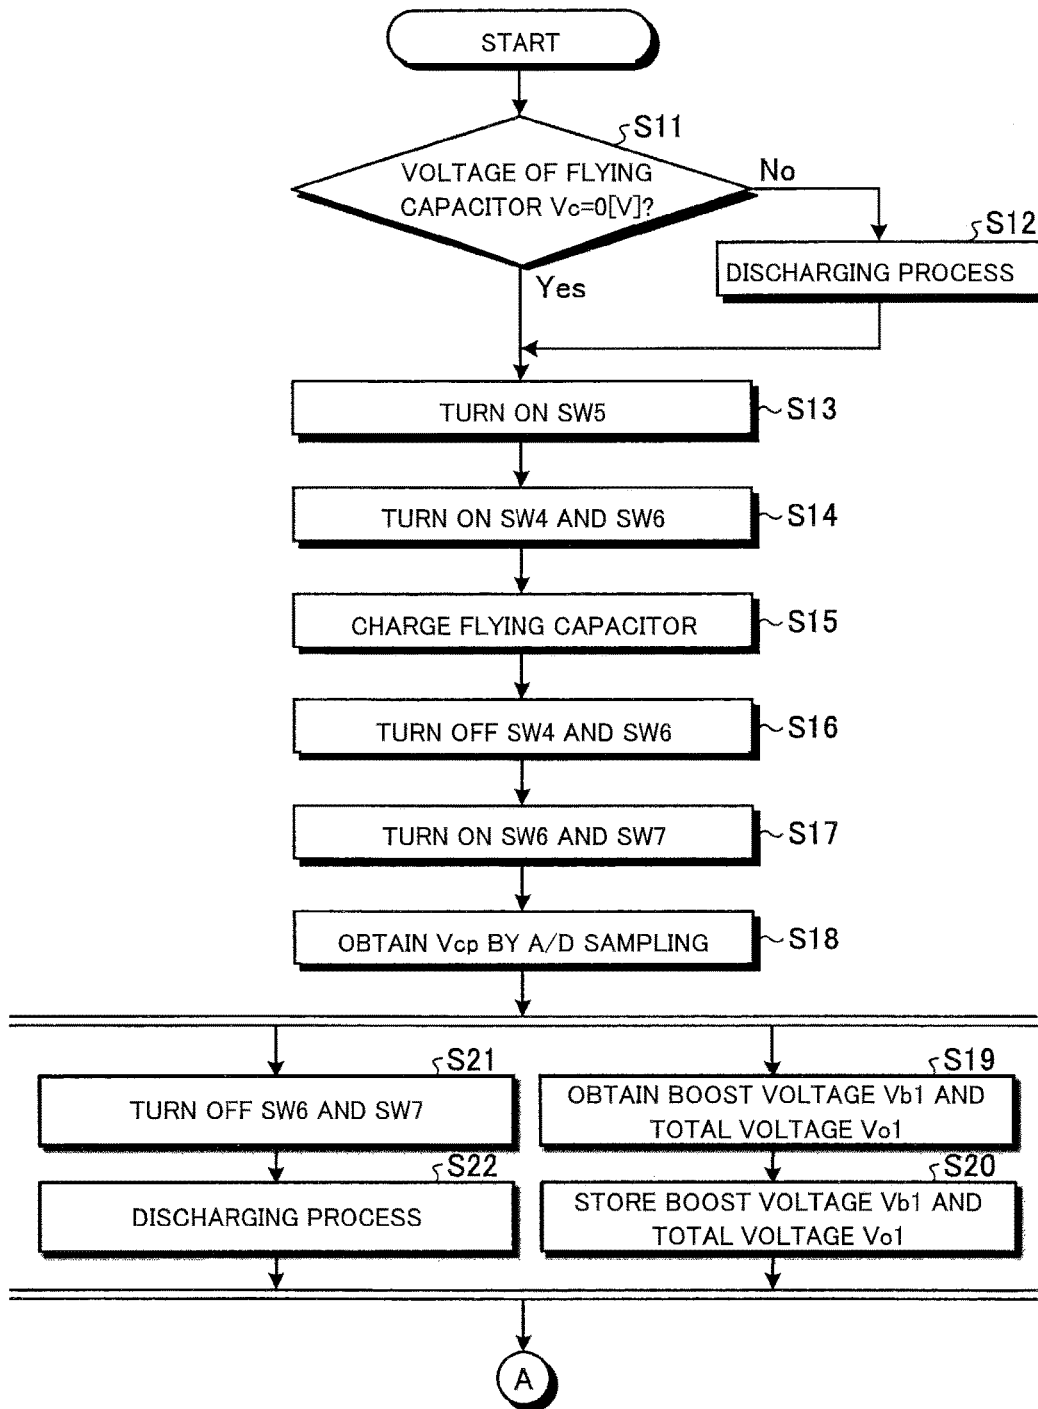 START
S11
VOLTAGE OF FLYING
CAPACITOR Vc=0[V]?
No
S12
DISCHARGING PROCESS
Yes
TURN ON SW5
S13
TURN ON SW4 AND SW6
S14
CHARGE FLYING CAPACITOR
S15
TURN OFF SW4 AND SW6
S16
TURN ON SW6 AND SW7
S17
OBTAIN Vcp BY A/D SAMPLING
S18
S21
TURN OFF SW6 AND SW7
S22
DISCHARGING PROCESS
S19
OBTAIN BOOST VOLTAGE Vb1 AND
TOTAL VOLTAGE Vo1
S20
STORE BOOST VOLTAGE Vb1 AND
TOTAL VOLTAGE Vo1
A